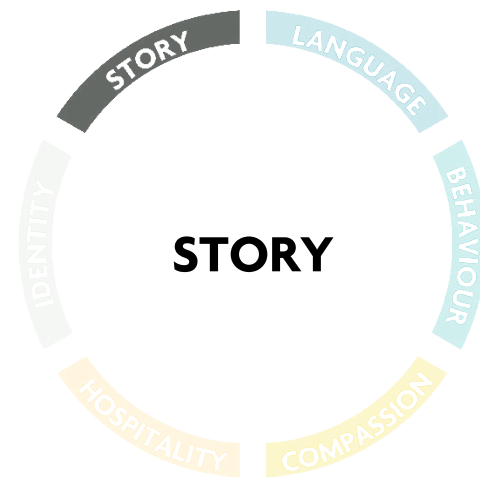 STORY
LANGUAGE
BEHAVIOUR
COMPASSION
HOSPITALITY
IDENTITY
STORY